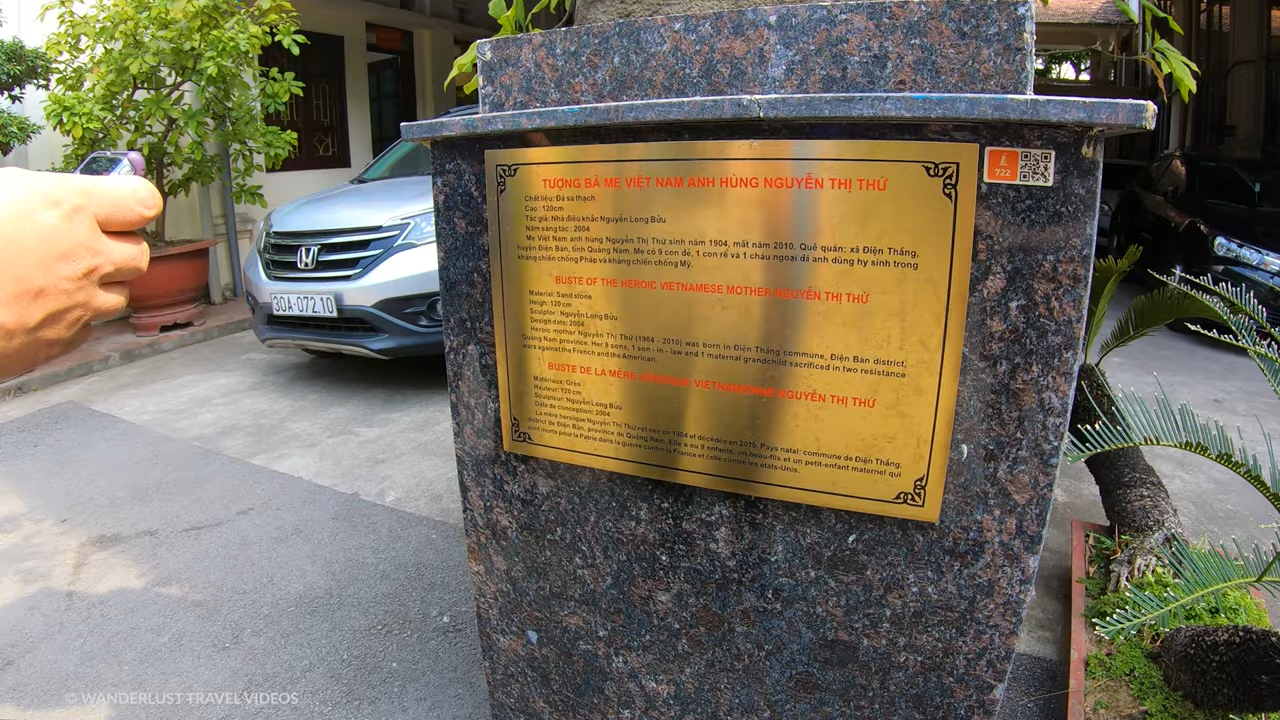 TƯỢNG BÀ MẸ VIỆT NAM ANH HÙNG NGUYỄN THỊ THỨ
Chất liệu: Đá sa thạch
Cao : 120cm
Tác giả: Nhà điêu khắc Nguyễn Long Bửu
Năm sáng tác : 2004
Mẹ Việt Nam anh hùng Nguyễn Thị Thứ sinh năm 1904, mất năm 2010. Quê quán: xã Điện Thắng,
huyện Điện Bàn, tỉnh Quảng Nam. Mẹ có 9 con đẻ, 1 con rể và 1 cháu ngoại đã anh dũng hy sinh trong
kháng chiến chống Pháp và kháng chiến chống Mỹ.
BUSTE OF THE HEROIC VIETNAMESE MOTHER NGUYỄN THỊ THỨ
Material: Sand stone
Heigh: 120 cm
Sculptor : Nguyễn Long Bửu
Design date: 2004
Heroic mother Nguyễn Thị Thứ (1904 - 2010) was born in Điện Thắng commune, Điện Bàn district,
Quảng Nam province. Her 9 sons, 1 son - in - law and 1 maternal grandchild sacrificed in two resistance
wars against the French and the American.
BUSTE DE LA MÈRE HÉROIQUE VIETNAMIENNE NGUYỄN THỊ THỨ
Matériaux: Grès
Hauteur: 120 cm
Sculpteur: Nguyễn Long Bửu
Date de conception: 2004
La mère heroïque Nguyễn Thị Thứ est née en 1904 et décédée en 2010. Pays natal: commune de Điện Thắng,
district de Điện Bàn, province de Quảng Nam. Elle a eu 9 enfants, un beau-fils et un petit-enfant maternel qui
sont morts pour la Patrie dans la guerre contre la France et celle contre les etats-Unis.
722
30A-072.10
© WANDERLUST TRAVEL VIDEOS